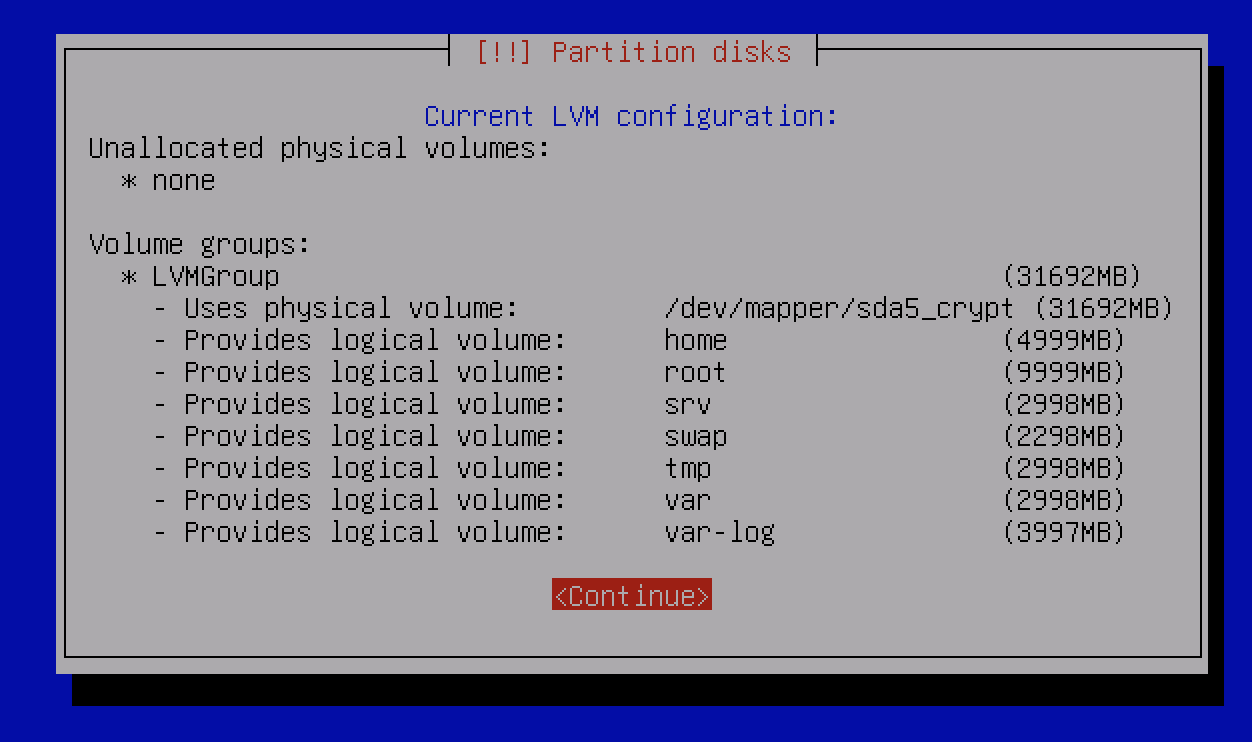 [!!] Partition disks
Current LVM configuration:
Unallocated physical volumes:
* none
Volume groups:
* LVMGroup (31692MB)
- Uses physical volume: /dev/mapper/sda5_crypt (31692MB)
- Provides logical volume: home (4999MB)
- Provides logical volume: root (9999MB)
- Provides logical volume: srv (2998MB)
- Provides logical volume: swap (2298MB)
- Provides logical volume: tmp (2998MB)
- Provides logical volume: var (2998MB)
- Provides logical volume: var-log (3997MB)
<Continue>